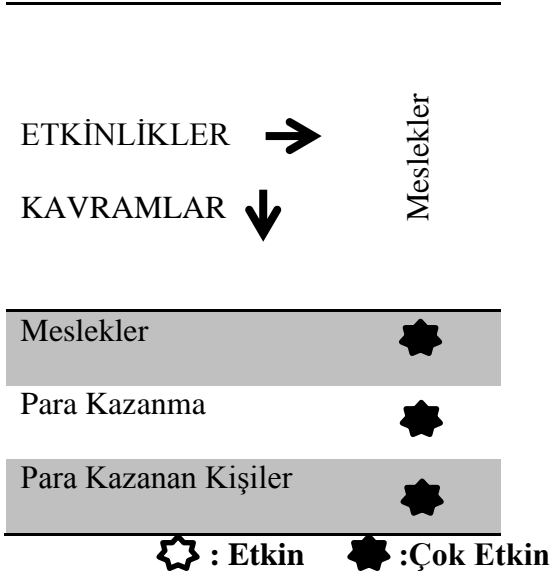 ETKİNLİKLER
Meslekler
KAVRAMLAR
Meslekler
Para Kazanma
Para Kazanan Kişiler
: Etkin :Çok Etkin